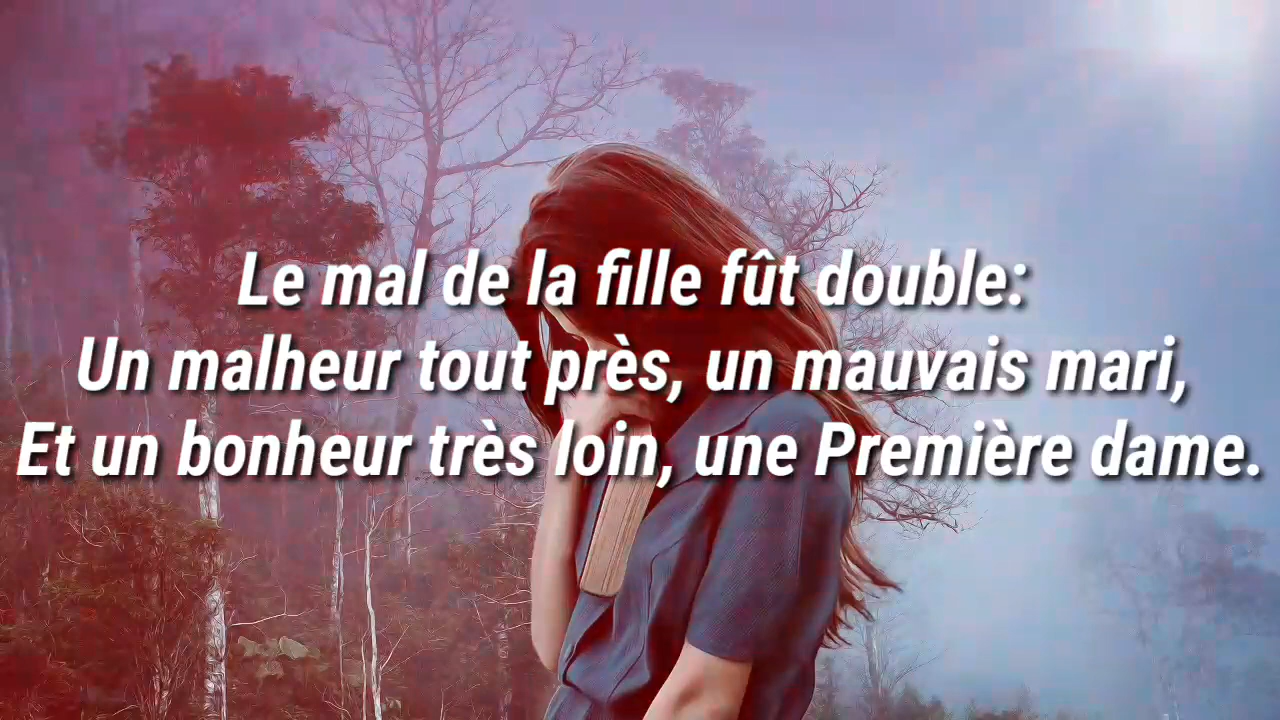 Le mal de la fille fût double:
Un malheur tout près, un mauvais mari,
Et un bonheur très loin, une Première dame.